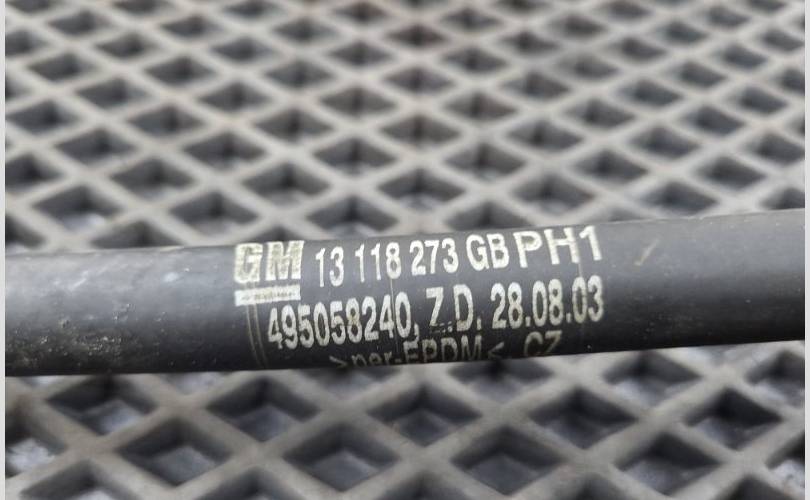 GM 13 118 273 GB PH1
495058240, Z.D. 28.08.03
>per-EPDM< CZ